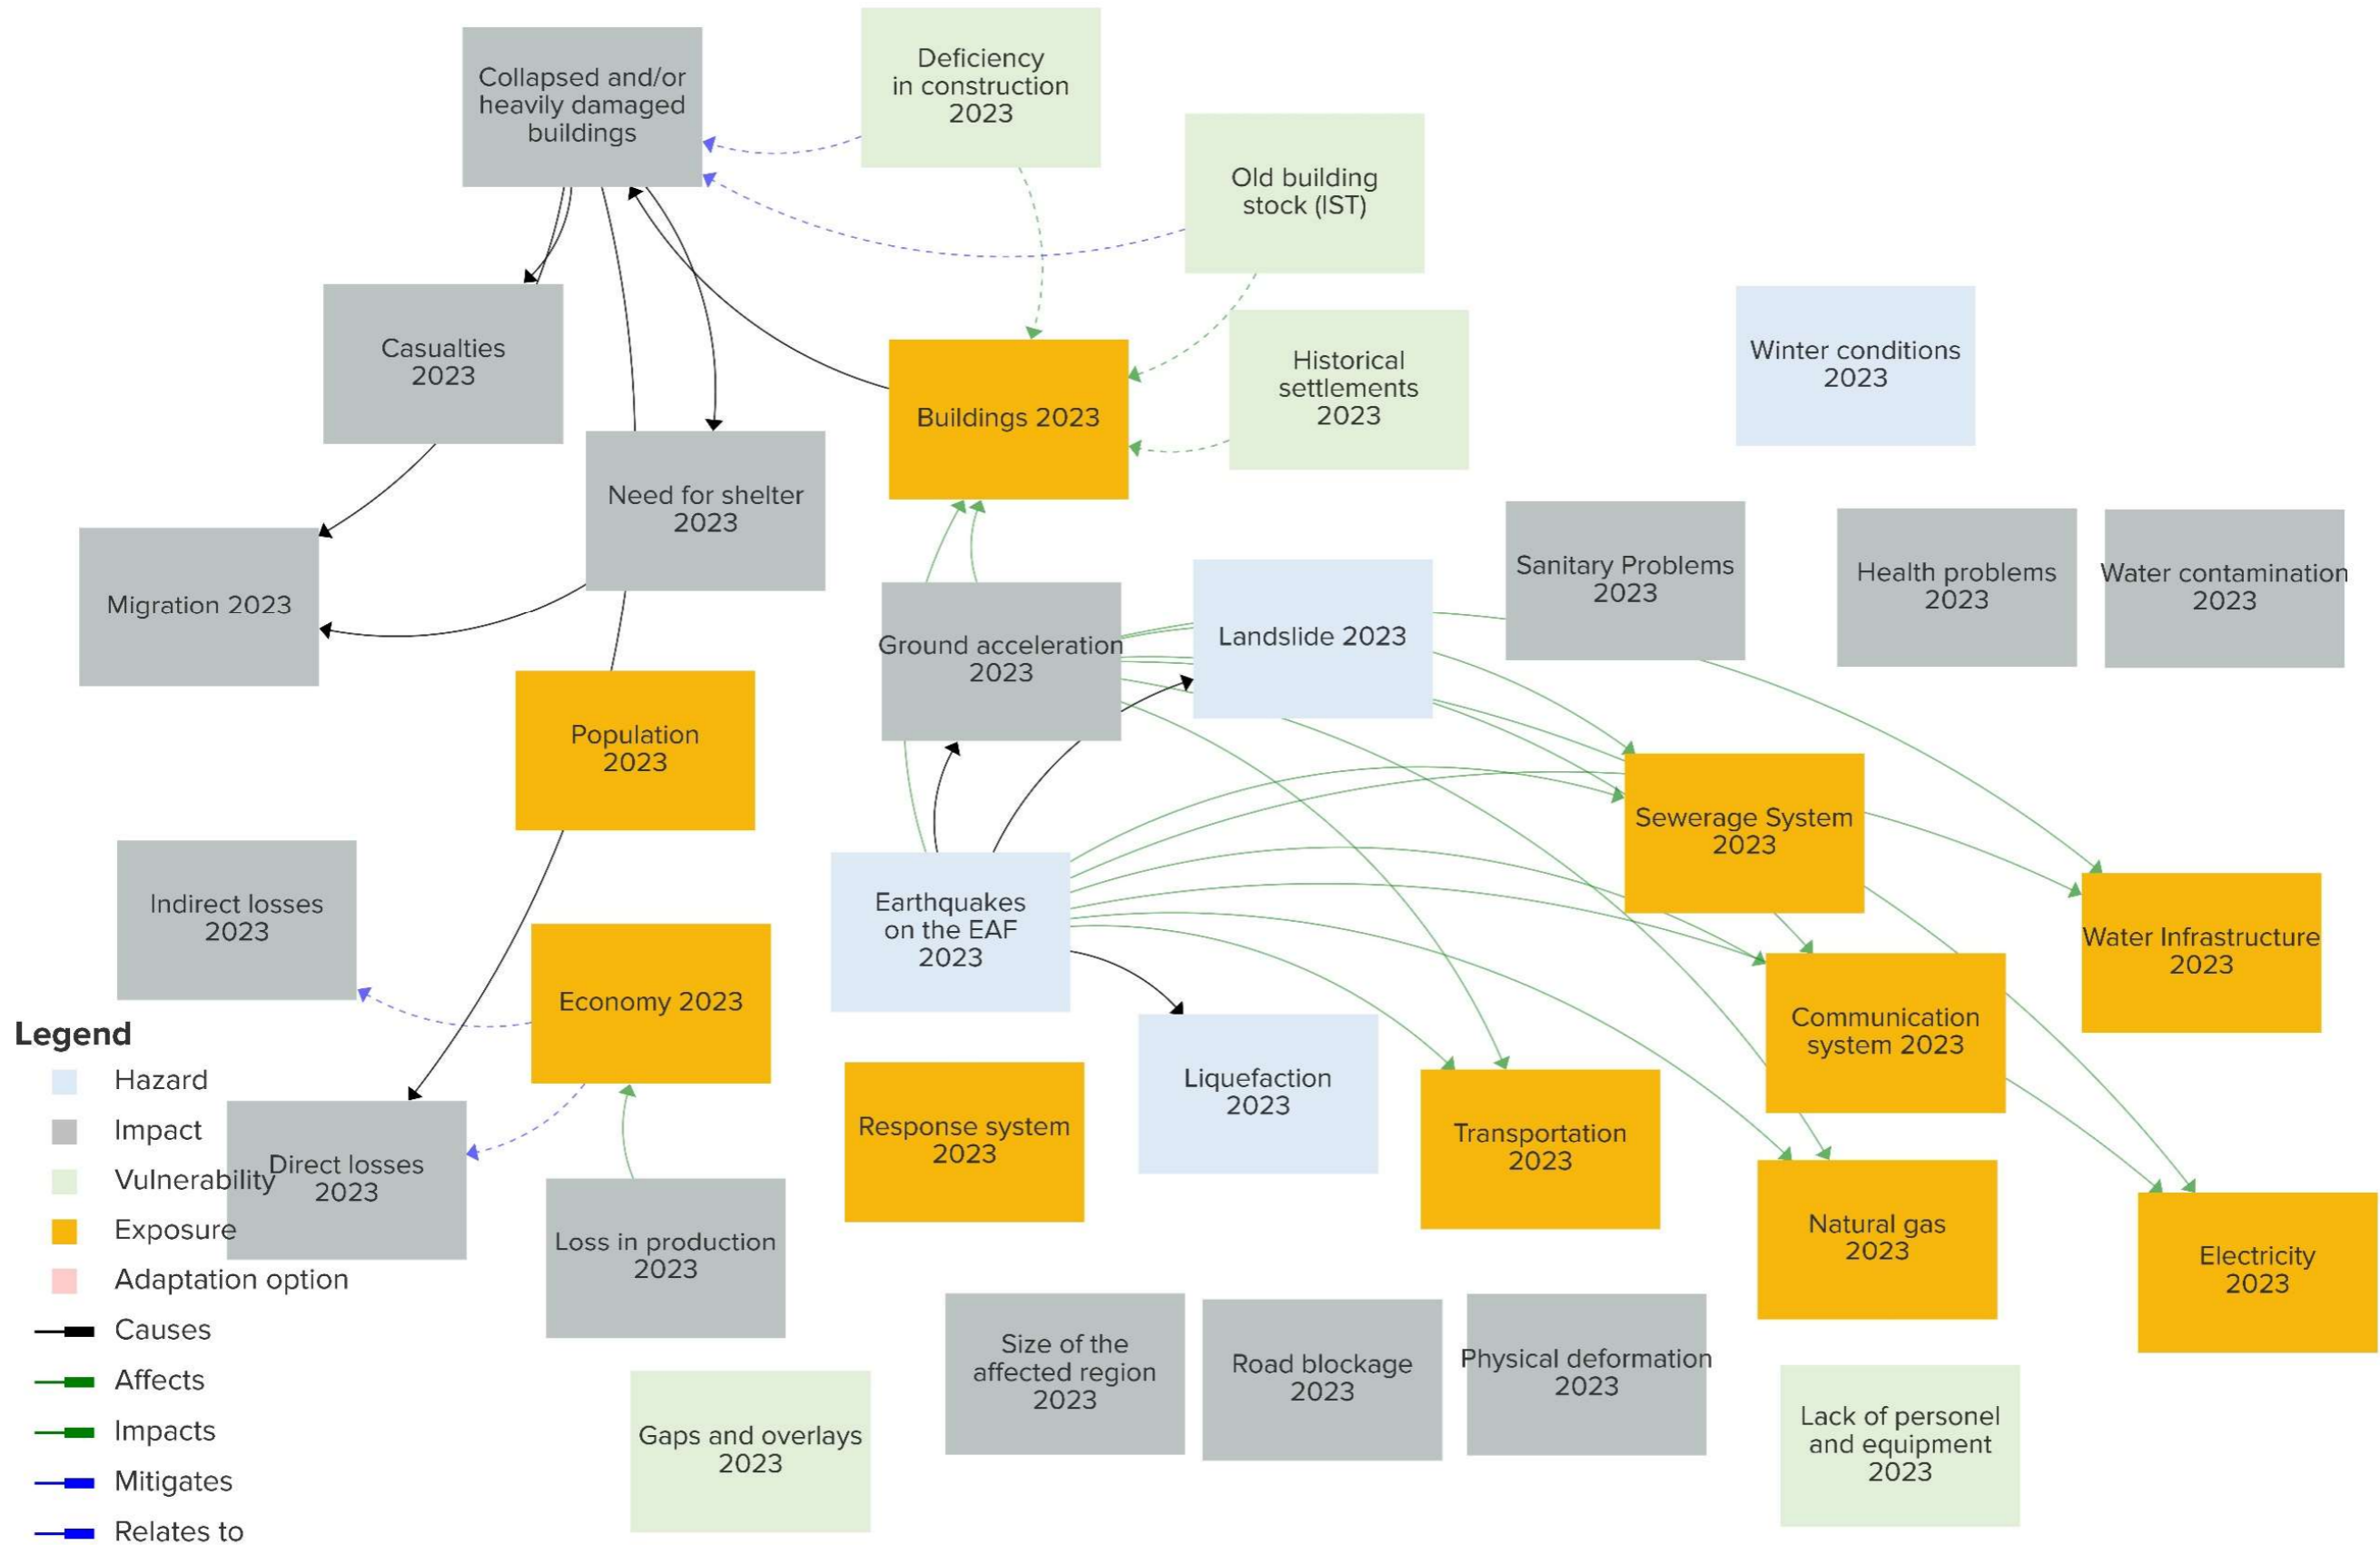 Collapsed and/or
heavily damaged
buildings
Deficiency
in construction
2023
Old building
stock (IST)
Casualties
2023
Historical
settlements
2023
Winter conditions
2023
Buildings 2023
Need for shelter
2023
Migration 2023
Sanitary Problems
2023
Health problems
2023
Water contamination
2023
Ground acceleration
2023
Landslide 2023
Population
2023
Sewerage System
2023
Indirect losses
2023
Earthquakes
on the EAF
2023
Water Infrastructure
2023
Economy 2023
Communication
system 2023
Liquefaction
2023
Response system
2023
Transportation
2023
Direct losses
2023
Natural gas
2023
Electricity
2023
Loss in production
2023
Size of the
affected region
2023
Road blockage
2023
Physical deformation
2023
Gaps and overlays
2023
Lack of personel
and equipment
2023
Legend
Hazard
Impact
Vulnerability
Exposure
Adaptation option
Causes
Affects
Impacts
Mitigates
Relates to